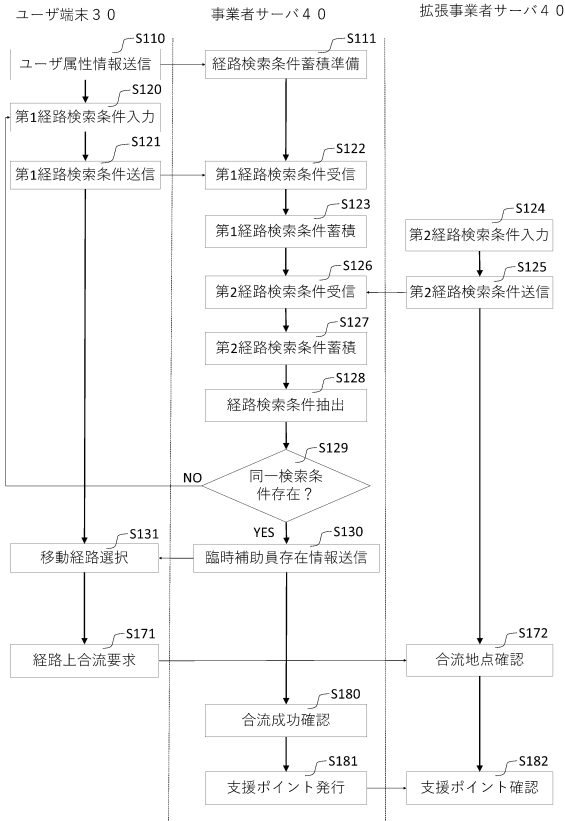 ユーザ端末３０
事業者サーバ４０
拡張事業者サーバ４０
S110
ユーザ属性情報送信
S111
経路検索条件蓄積準備
S120
第1経路検索条件入力
S121
第1経路検索条件送信
S122
第1経路検索条件受信
S123
第1経路検索条件蓄積
S124
第2経路検索条件入力
S125
第2経路検索条件送信
S126
第2経路検索条件受信
S127
第2経路検索条件蓄積
S128
経路検索条件抽出
S129
同一検索条
件存在？
NO
YES
S130
臨時補助員存在情報送信
S131
移動経路選択
S171
経路上合流要求
S172
合流地点確認
S180
合流成功確認
S181
支援ポイント発行
S182
支援ポイント確認